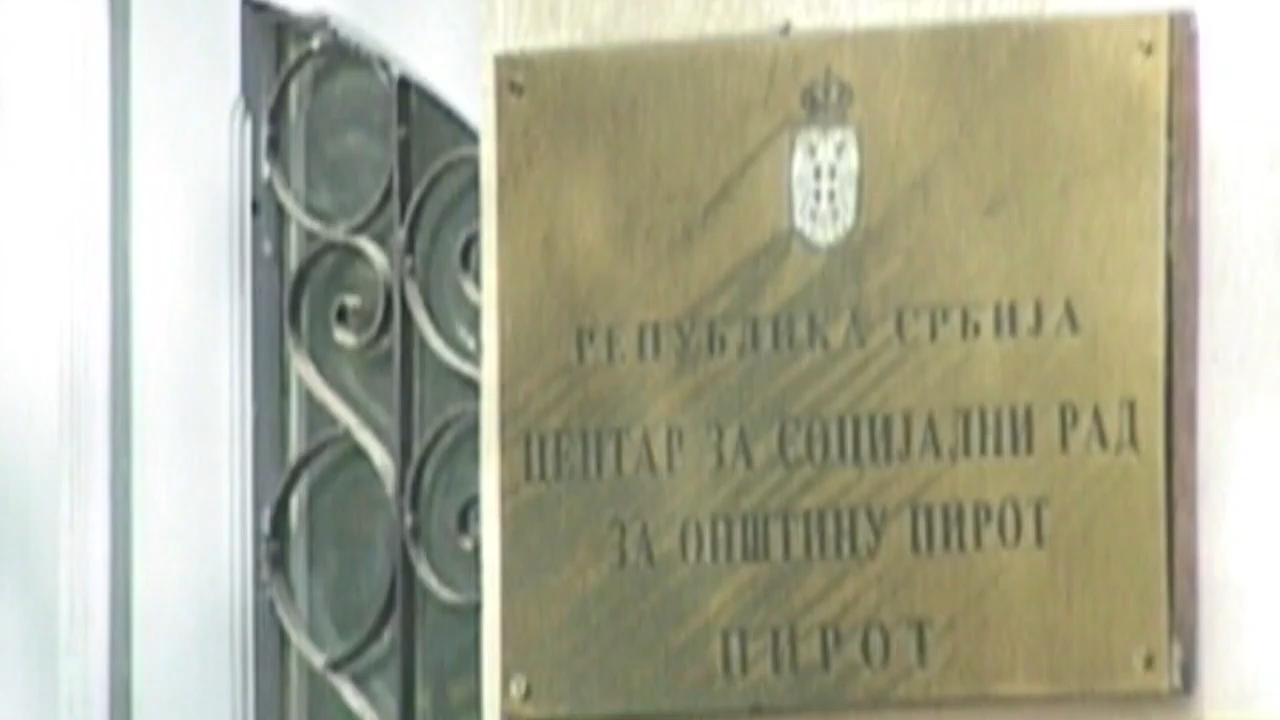 РЕПУБЛИКА СРБИЈА
ЦЕНТАР ЗА СОЦИЈАЛНИ РАД
ЗА ОПШТИНУ ПИРОТ
ПИРОТ